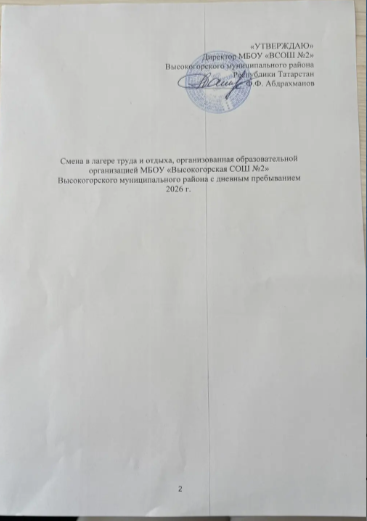 «УТВЕРЖДАЮ»
Директор МБОУ «ВСОШ №2»
Высокогорского муниципального района
Республики Татарстан
Ф.Ф. Абдрахманов
Смена в лагере труда и отдыха, организованная образовательной
организацией МБОУ «Высокогорская СОШ №2»
Высокогорского муниципального района с дневным пребыванием
2026 г.
2